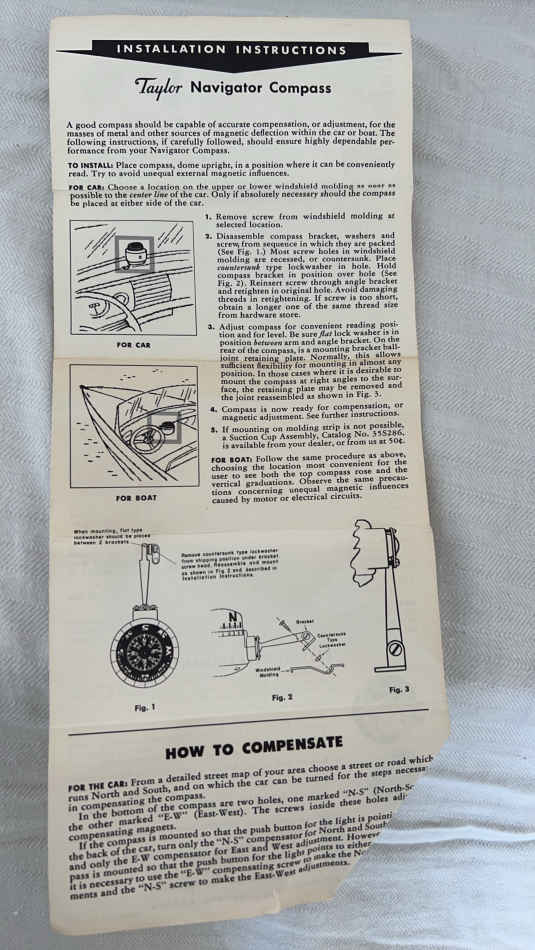 INSTALLATION INSTRUCTIONS
Taylor Navigator Compass
A good compass should be capable of accurate compensation, or adjustment, for the
masses of metal and other sources of magnetic deflection within the car or boat. The
following instructions, if carefully followed, should ensure highly dependable per-
formance from your Navigator Compass.
TO INSTALL: Place compass, dome upright, in a position where it can be conveniently
read. Try to avoid unequal external magnetic influences.
FOR CAR: Choose a location on the upper or lower windshield molding as near as
possible to the center line of the car. Only if absolutely necessary should the compass
be placed at either side of the car.
1. Remove screw from windshield molding at
selected location.
2. Disassemble compass bracket, washers and
screw, from sequence in which they are packed
(See Fig. 1.) Most screw holes in windshield
molding are recessed, or countersunk. Place
countersunk type lockwasher in hole. Hold
compass bracket in position over hole (See
Fig. 2). Reinsert screw through angle bracket
and retighten in original hole. Avoid damaging
threads in retightening. If screw is too short,
obtain a longer one of the same thread size
from hardware store.
FOR CAR
3. Adjust compass for convenient reading posi-
tion and for level. Be sure flat lock washer is in
position between arm and angle bracket. On the
rear of the compass, is a mounting bracket ball-
joint retaining plate. Normally, this allows
sufficient flexibility for mounting in almost any
position. In those cases where it is desirable to
mount the compass at right angles to the sur-
face, the retaining plate may be removed and
the joint reassembled as shown in Fig. 3.
4. Compass is now ready for compensation, or
magnetic adjustment. See further instructions.
5. If mounting on molding strip is not possible,
a Suction Cup Assembly, Catalog No. 355286,
is available from your dealer, or from us at 50¢.
FOR BOAT
FOR BOAT: Follow the same procedure as above,
choosing the location most convenient for the
user to see both the top compass rose and the
vertical graduations. Observe the same precau-
tions concerning unequal magnetic influences
caused by motor or electrical circuits.
When mounting, flat type
lockwasher should be placed
between 2 brackets
Remove countersunk type lockwasher
from shipping position under bracket
screw head. Reassemble and mount
as shown in Fig 2 and described in
Installation Instructions.
N
Bracket
Countersunk
Type
Lockwasher
Windshield
Molding
Fig. 1
Fig. 2
Fig. 3
HOW TO COMPENSATE
FOR THE CAR: From a detailed street map of your area choose a street or road which
runs North and South, and on which the car can be turned for the steps necessa
in compensating the compass.
In the bottom of the compass are two holes, one marked "N-S" (North-So
the other marked "E-W" (East-West). The screws inside these holes adj
compensating magnets.
If the compass is mounted so that the push button for the light is pointi
the back of the car, turn only the "N-S" compensator for North and South
and only the E-W compensator for East and West adjustment. Howev
pass is mounted so that the push button for the light points to either
it is necessary to use the "E-W" compensating screw to make the No
ments and the "N-S" screw to make the East-West adjustments.